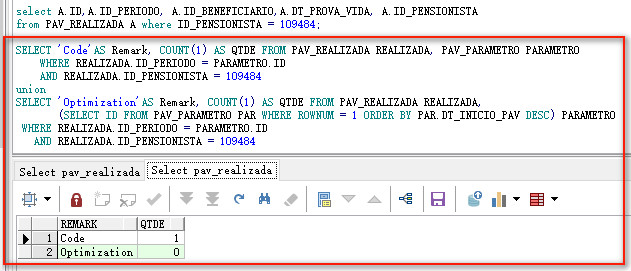 select A.ID,A.ID_PERIODO, A.ID_BENEFICIARIO,A.DT_PROVA_VIDA, A.ID_PENSIONISTA
from PAV_REALIZADA A where ID_PENSIONISTA = 109484;
SELECT 'Code'AS Remark, COUNT(1) AS QTDE FROM PAV_REALIZADA REALIZADA, PAV_PARAMETRO PARAMETRO
WHERE REALIZADA.ID_PERIODO = PARAMETRO.ID
AND REALIZADA.ID_PENSIONISTA = 109484
union
SELECT 'Optimization'AS Remark, COUNT(1) AS QTDE FROM PAV_REALIZADA REALIZADA,
(SELECT ID FROM PAV_PARAMETRO PAR WHERE ROWNUM = 1 ORDER BY PAR.DT_INICIO_PAV DESC) PARAMETRO
WHERE REALIZADA.ID_PERIODO = PARAMETRO.ID
AND REALIZADA.ID_PENSIONISTA = 109484
Select pav_realizada Select pav_realizada
REMARK QTDE
1 Code 1
2 Optimization 0